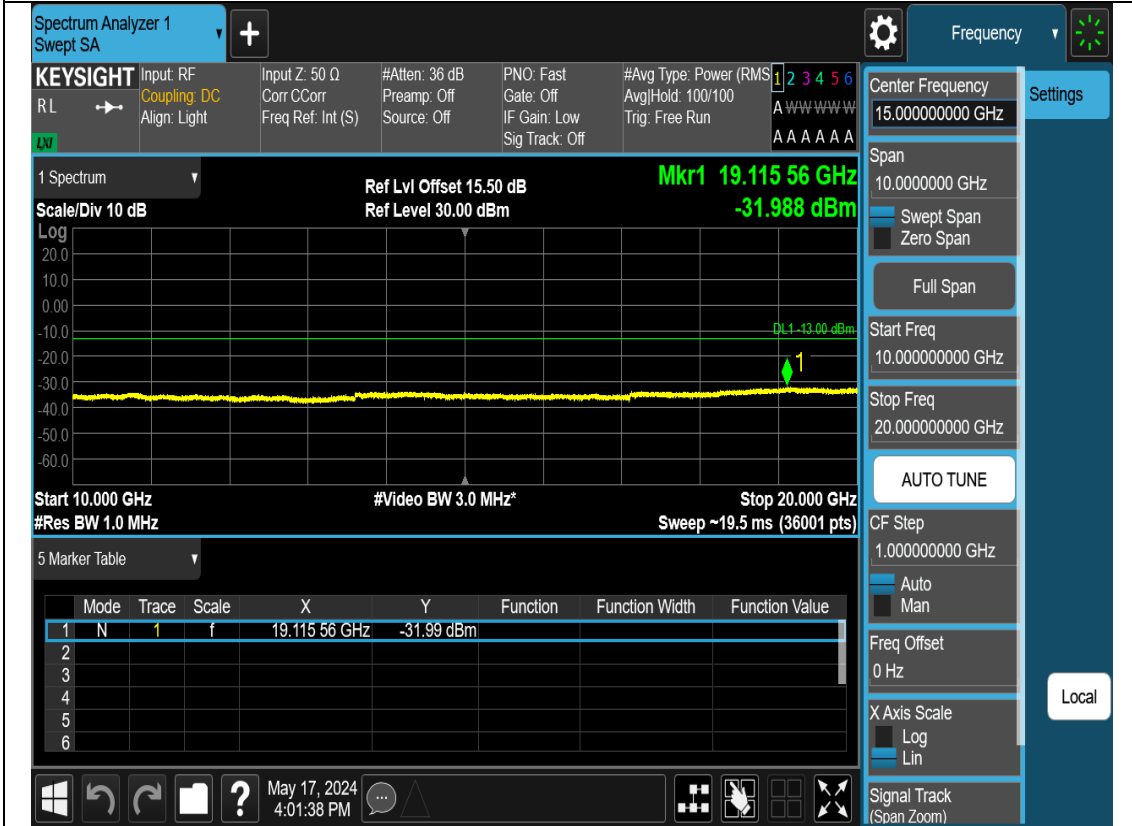 Spectrum Analyzer 1
Swept SA
+
Frequency
KEYSIGHT
RL
LXI
Input: RF
Coupling: DC
Align: Light
Input Z: 50 Ω
Corr CCorr
Freq Ref: Int (S)
#Atten: 36 dB
Preamp: Off
Source: Off
PNO: Fast
Gate: Off
IF Gain: Low
Sig Track: Off
#Avg Type: Power (RMS
Avg|Hold: 100/100
Trig: Free Run
1 2 3 4 5 6
A W W W W W
A A A A A A
1 Spectrum
Scale/Div 10 dB
Ref Lvl Offset 15.50 dB
Ref Level 30.00 dBm
Mkr1 19.115 56 GHz
-31.988 dBm
Log
20.0
10.0
0.00
-10.0
-20.0
-30.0
-40.0
-50.0
-60.0
DL1 -13.00 dBm
1
Start 10.000 GHz
#Video BW 3.0 MHz*
Stop 20.000 GHz
#Res BW 1.0 MHz
Sweep ~19.5 ms (36001 pts)
5 Marker Table
Mode Trace Scale X Y Function Function Width Function Value
1 N 1 f 19.115 56 GHz -31.99 dBm
2
3
4
5
6
?
May 17, 2024
4:01:38 PM
Center Frequency
15.000000000 GHz
Settings
Span
10.0000000 GHz
Swept Span
Zero Span
Full Span
Start Freq
10.000000000 GHz
Stop Freq
20.000000000 GHz
AUTO TUNE
CF Step
1.000000000 GHz
Auto
Man
Freq Offset
0 Hz
Local
X Axis Scale
Log
Lin
Signal Track
(Span Zoom)